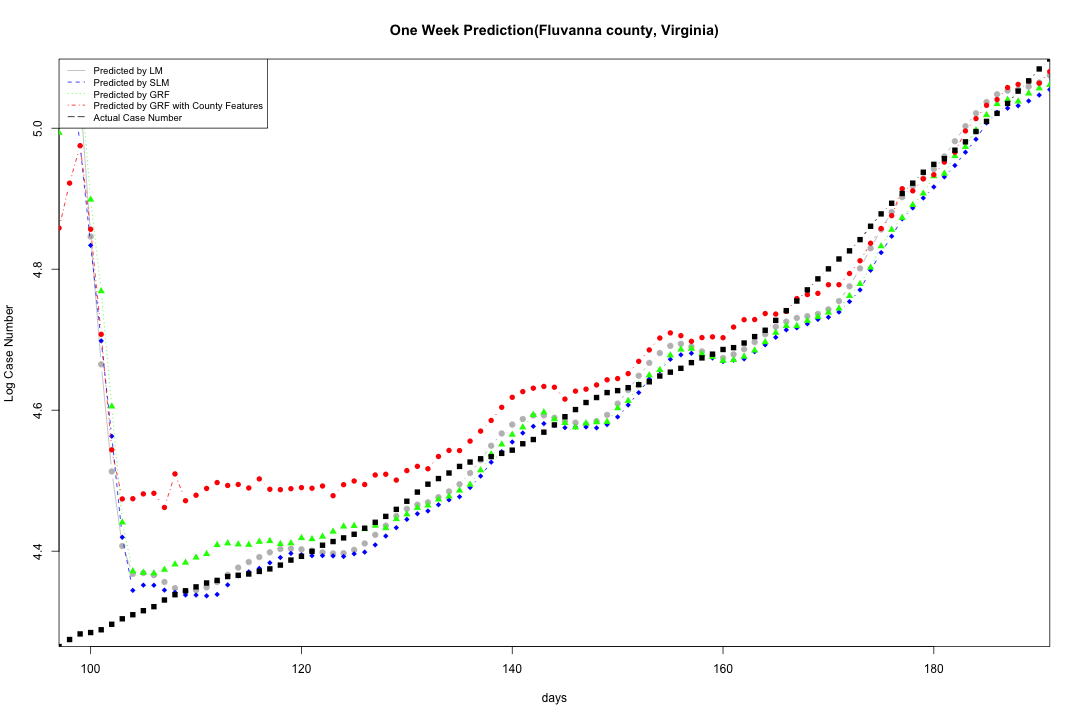 One Week Prediction(Fluvanna county, Virginia)
Predicted by LM
Predicted by SLM
Predicted by GRF
Predicted by GRF with County Features
Actual Case Number
5.0
4.8
4.6
4.4
Log Case Number
100 120 140 160 180
days